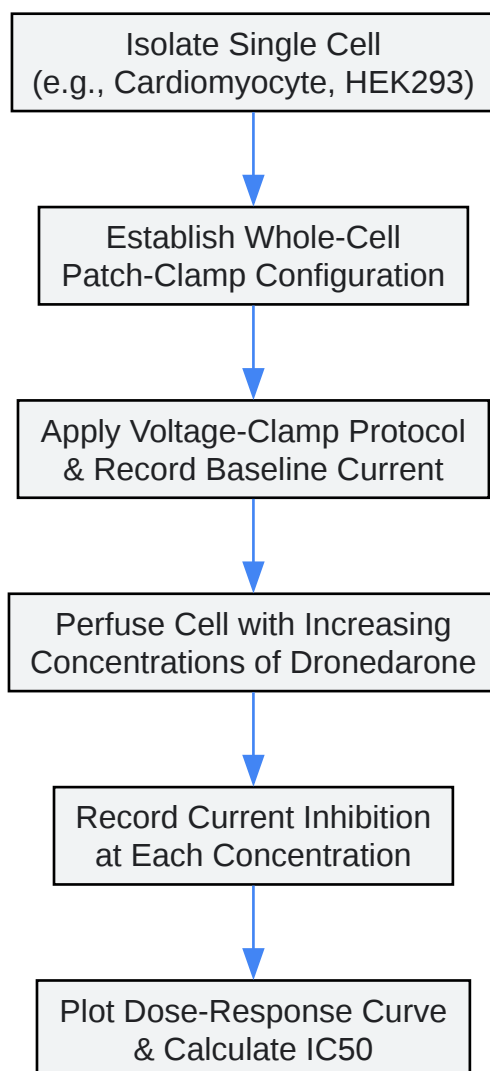 Isolate Single Cell
(e.g., Cardiomyocyte, HEK293)
Establish Whole-Cell
Patch-Clamp Configuration
Apply Voltage-Clamp Protocol
& Record Baseline Current
Perfuse Cell with Increasing
Concentrations of Dronedarone
Record Current Inhibition
at Each Concentration
Plot Dose-Response Curve
& Calculate IC50